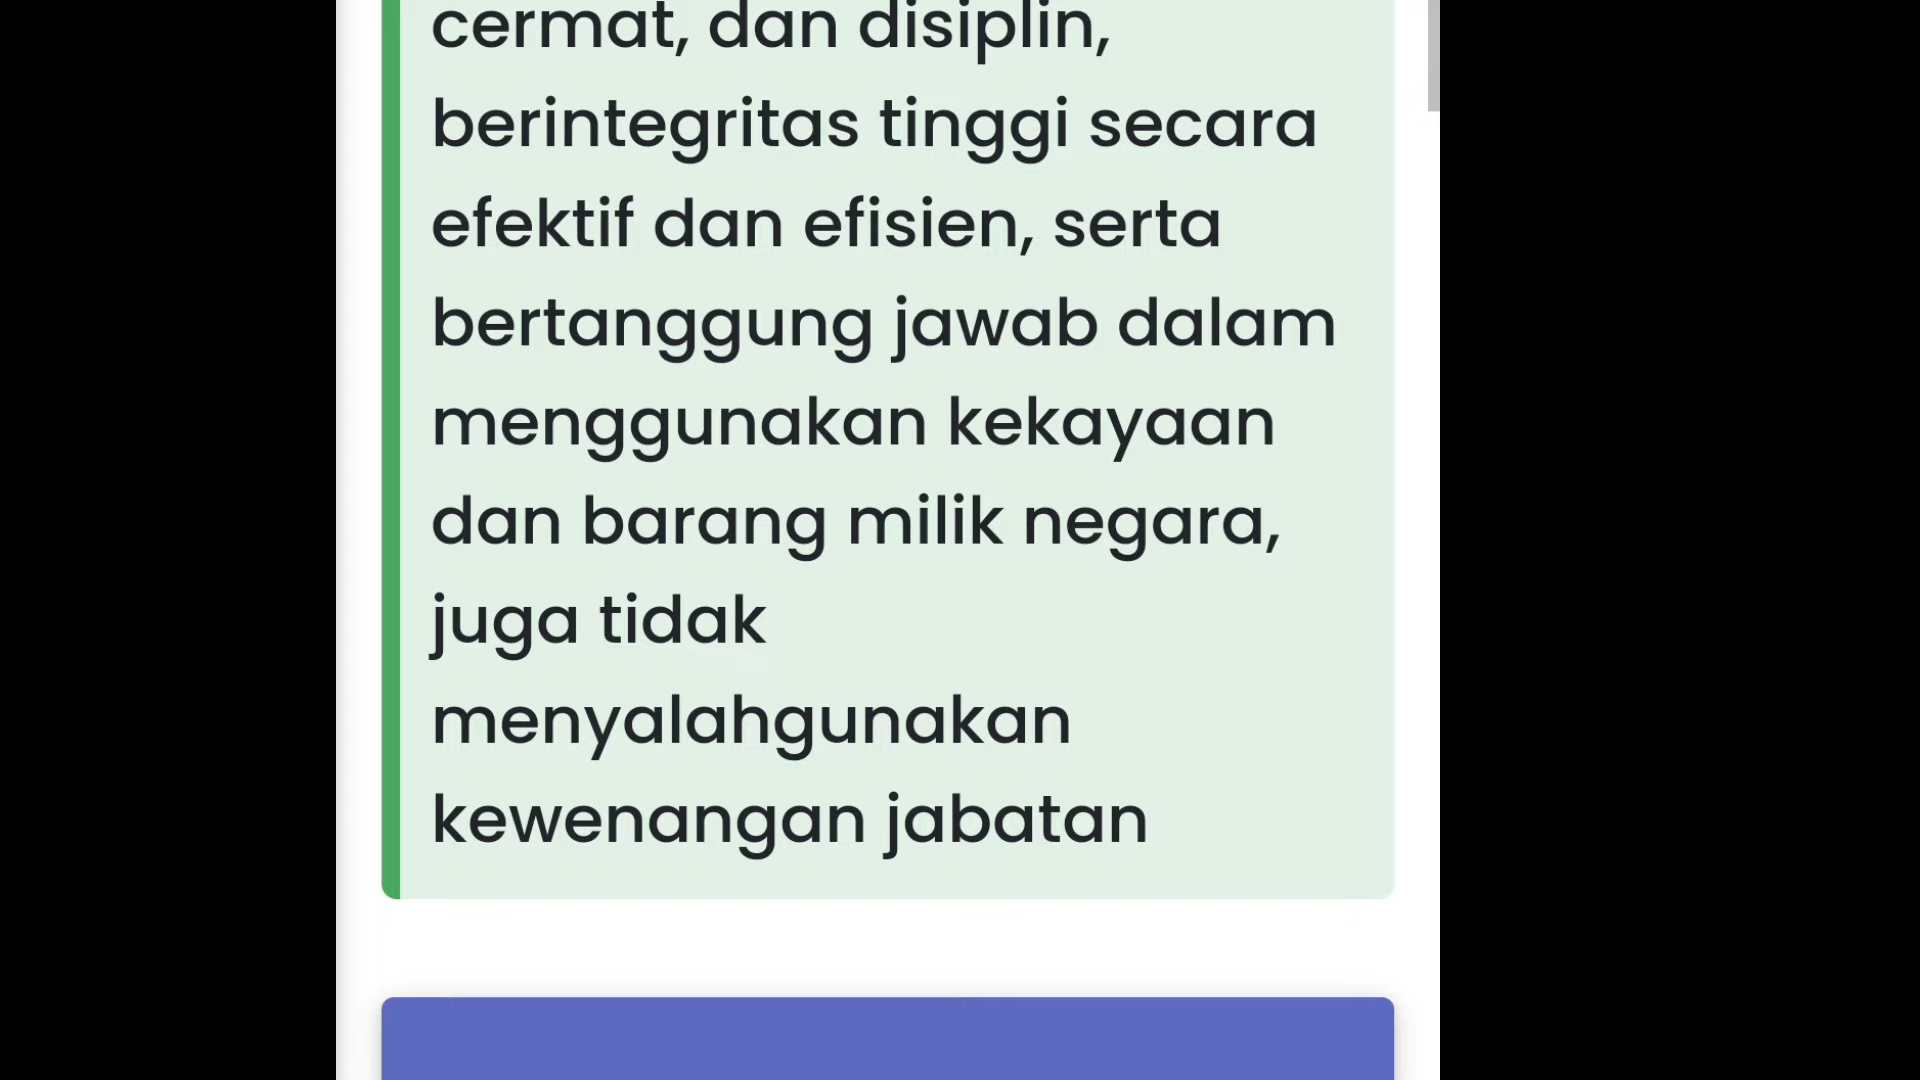 cermat, dan disiplin,
berintegritas tinggi secara
efektif dan efisien, serta
bertanggung jawab dalam
menggunakan kekayaan
dan barang milik negara,
juga tidak
menyalahgunakan
kewenangan jabatan